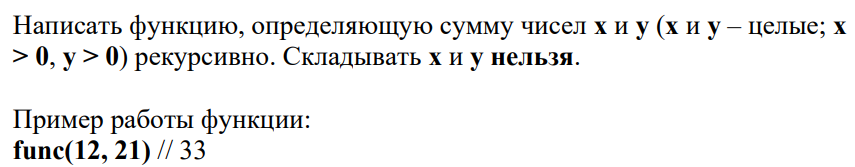 Написать функцию, определяющую сумму чисел x и y (x и y – целые; x
> 0, y > 0) рекурсивно. Складывать x и y нельзя.
Пример работы функции:
func(12, 21) // 33